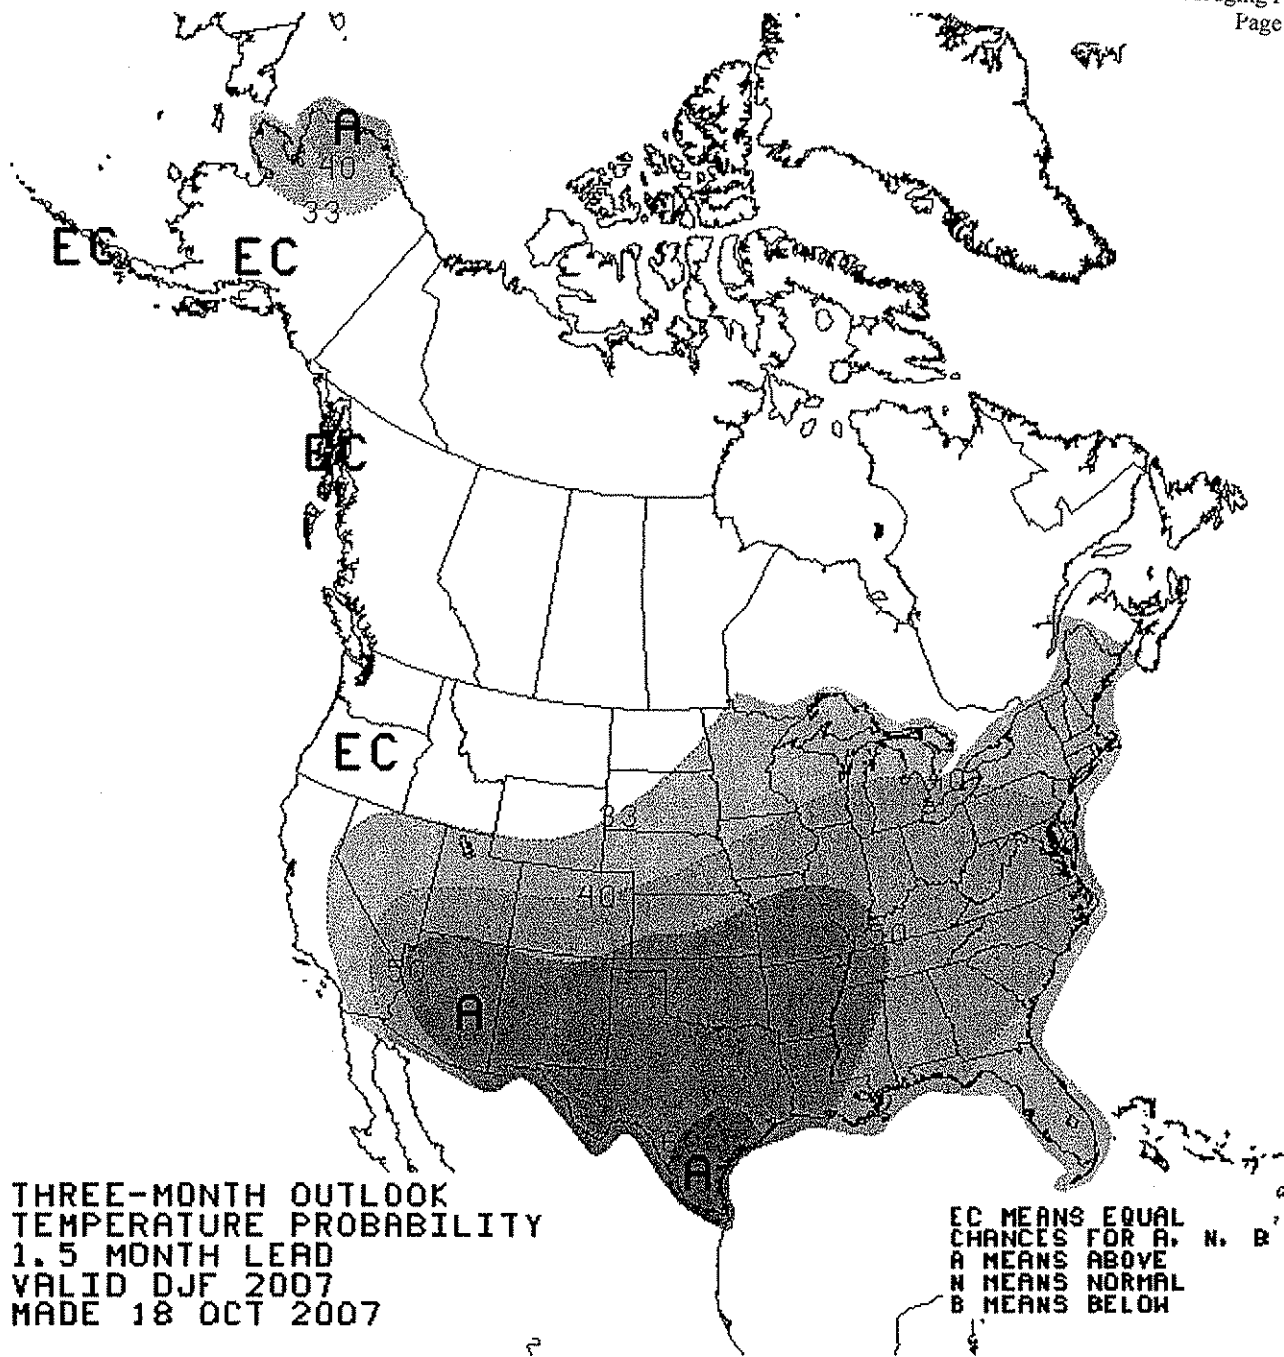 Page
A
40
33
EC
EC
EC
EC
33
40
50
A
A
THREE-MONTH OUTLOOK
TEMPERATURE PROBABILITY
1.5 MONTH LEAD
VALID DJF 2007
MADE 18 OCT 2007
EC MEANS EQUAL
CHANCES FOR A, N, B
A MEANS ABOVE
N MEANS NORMAL
B MEANS BELOW